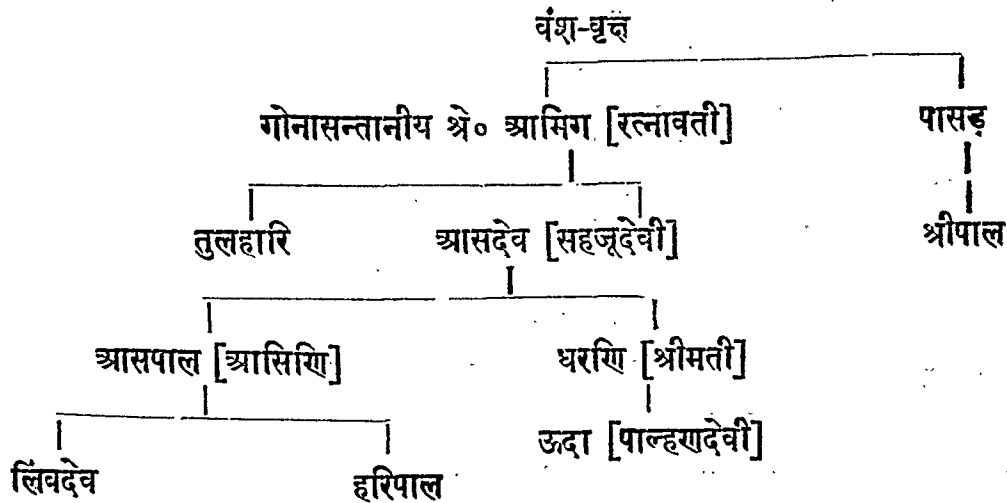 वंश-वृक्ष
गोनासन्तानीय श्रे० आमिग [रत्नावती] पासड़
तुलहारि आसदेव [सहजूदेवी] श्रीपाल
आसपाल [आसिणि] धरणि [श्रीमती]
ऊदा [पाल्हणदेवी]
लिंबदेव हरिपाल